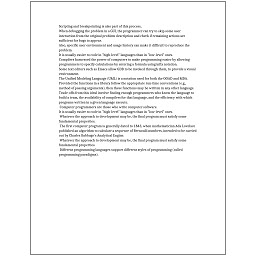 Scripting and breakpointing is also part of this process.
When debugging the problem in a GUI, the programmer can try to skip some user
interaction from the original problem description and check if remaining actions are
sufficient for bugs to appear.
Also, specific user environment and usage history can make it difficult to reproduce the
problem.
It is usually easier to code in "high-level" languages than in "low-level" ones.
Compilers harnessed the power of computers to make programming easier by allowing
programmers to specify calculations by entering a formula using infix notation.
Some text editors such as Emacs allow GDB to be invoked through them, to provide a visual
environment.
The Unified Modeling Language (UML) is a notation used for both the OOAD and MDA.
Provided the functions in a library follow the appropriate run-time conventions (e.g.,
method of passing arguments), then these functions may be written in any other language.
Trade-offs from this ideal involve finding enough programmers who know the language to
build a team, the availability of compilers for that language, and the efficiency with which
programs written in a given language execute.
Computer programmers are those who write computer software.
It is usually easier to code in "high-level" languages than in "low-level" ones.
Whatever the approach to development may be, the final program must satisfy some
fundamental properties.
The first computer program is generally dated to 1843, when mathematician Ada Lovelace
published an algorithm to calculate a sequence of Bernoulli numbers, intended to be carried
out by Charles Babbage's Analytical Engine.
Whatever the approach to development may be, the final program must satisfy some
fundamental properties.
Different programming languages support different styles of programming (called
programming paradigms).